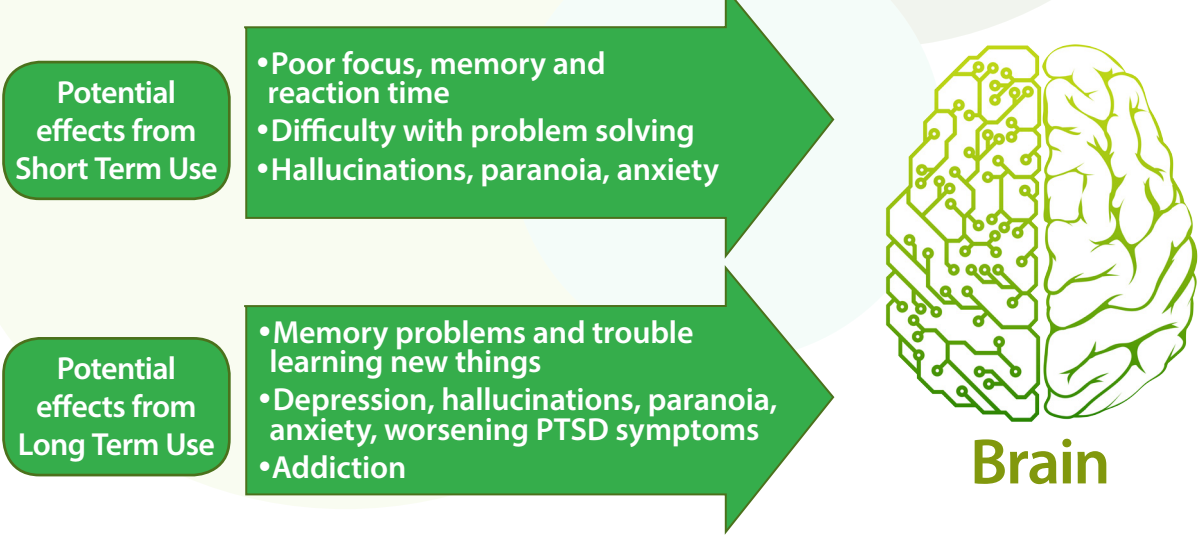 Potential
effects from
Short Term Use
•Poor focus, memory and
reaction time
•Difficulty with problem solving
•Hallucinations, paranoia, anxiety
Potential
effects from
Long Term Use
•Memory problems and trouble
learning new things
•Depression, hallucinations, paranoia,
anxiety, worsening PTSD symptoms
•Addiction
Brain